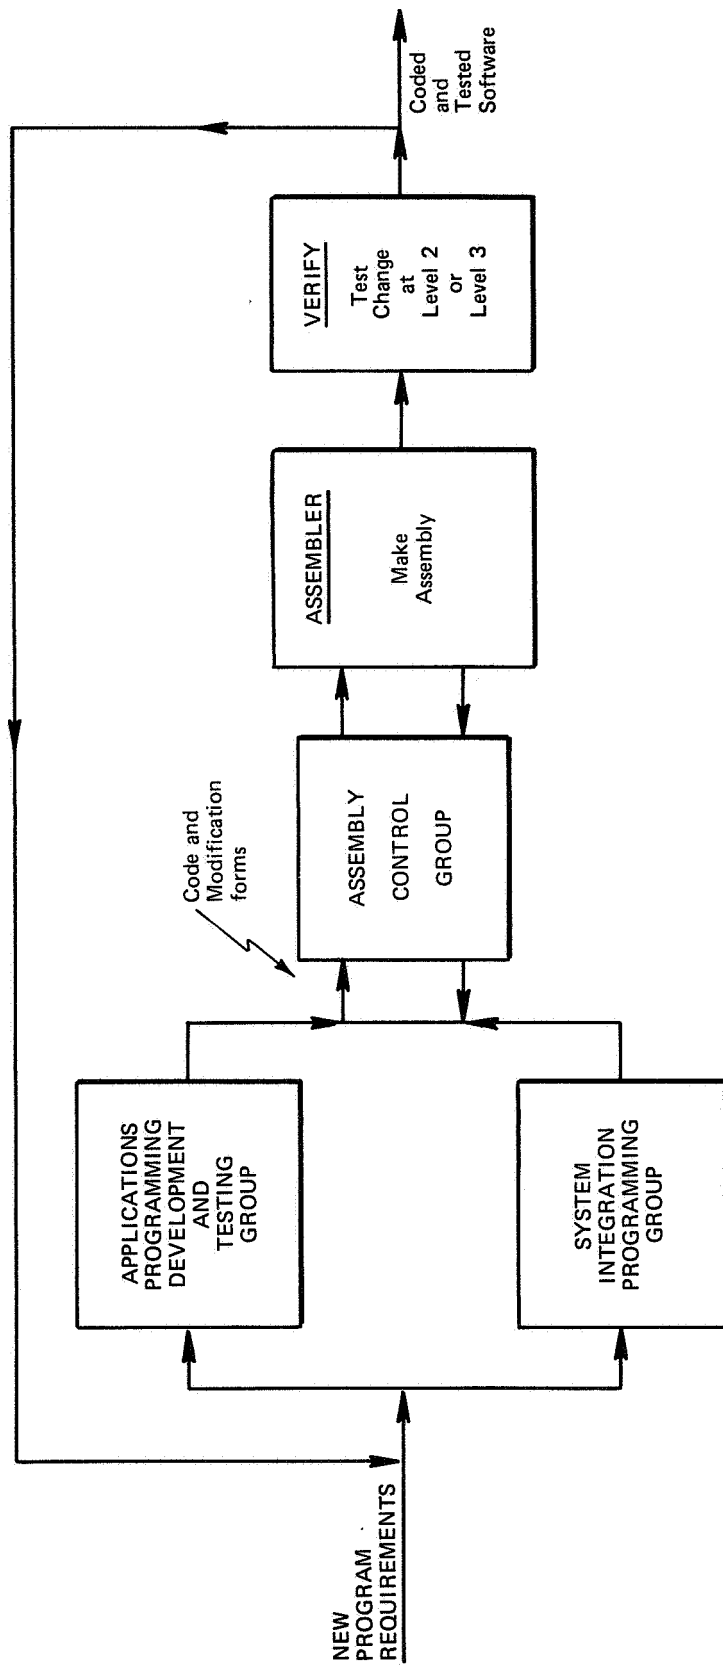 NEW
PROGRAM
REQUIREMENTS
APPLICATIONS
PROGRAMMING
DEVELOPMENT
AND
TESTING
GROUP
SYSTEM
INTEGRATION
PROGRAMMING
GROUP
Code and
Modification
forms
ASSEMBLY
CONTROL
GROUP
ASSEMBLER
Make
Assembly
VERIFY
Test
Change
at
Level 2
or
Level 3
Coded
and
Tested
Software